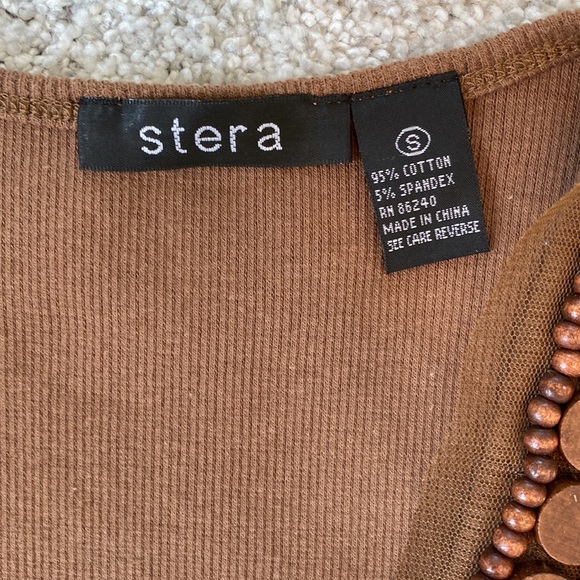 stera
S
95% COTTON
5% SPANDEX
RN 86240
MADE IN CHINA
SEE CARE REVERSE